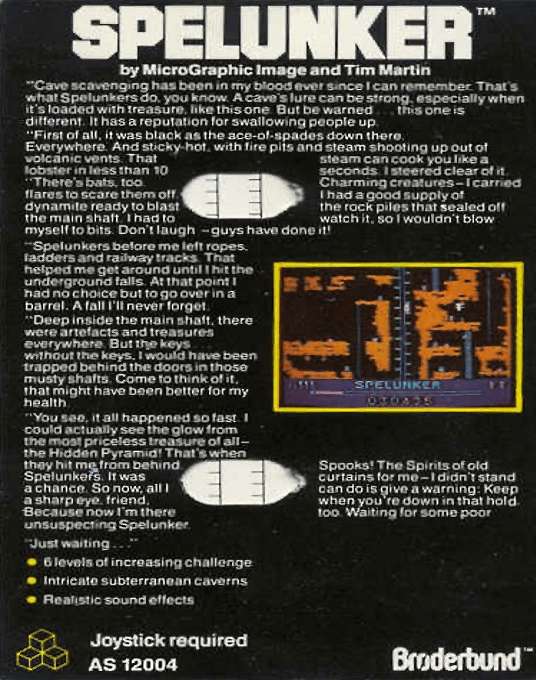 SPELUNKER™
by MicroGraphic Image and Tim Martin
"Cave scavenging has been in my blood ever since I can remember. That's
what Spelunkers do, you know. A cave's lure can be strong, especially when
it's loaded with treasure, like this one. But be warned . . . this one is
different. It has a reputation for swallowing people up.
"First of all, it was black as the ace-of-spades down there.
Everywhere. And sticky-hot, with fire pits and steam shooting up out of
volcanic vents. That steam can cook you like a
lobster in less than 10 seconds. I steered clear of it.
"There's bats, too. Charming creatures – I carried
flares to scare them off. I had a good supply of
dynamite ready to blast the rock piles that sealed off
the main shaft. I had to watch it, so I wouldn't blow
myself to bits. Don't laugh – guys have done it!
"Spelunkers before me left ropes,
ladders and railway tracks. That
helped me get around until I hit the
underground falls. At that point I
had no choice but to go over in a
barrel. A fall I'll never forget.
"Deep inside the main shaft, there
were artefacts and treasures
everywhere. But the keys . . .
without the keys, I would have been
trapped behind the doors in those
musty shafts. Come to think of it,
that might have been better for my
health.
"You see, it all happened so fast. I
could actually see the glow from
the most priceless treasure of all –
the Hidden Pyramid! That's when
they hit me from behind. Spooks! The Spirits of old
Spelunkers. It was curtains for me – I didn't stand
a chance. So now, all I can do is give a warning: Keep
a sharp eye, friend, when you're down in that hold.
Because now I'm there too. Waiting for some poor
unsuspecting Spelunker.
"Just waiting . . ."
SPELUNKER
• 6 levels of increasing challenge
• Intricate subterranean caverns
• Realistic sound effects
Joystick required
AS 12004
Brøderbund™